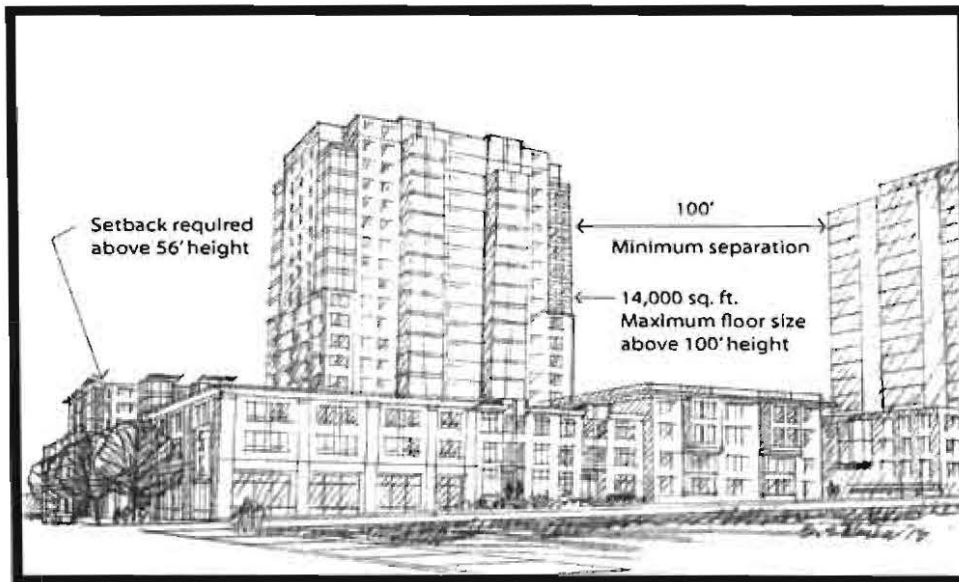 Setback required
above 56' height
100'
Minimum separation
14,000 sq. ft.
Maximum floor size
above 100' height